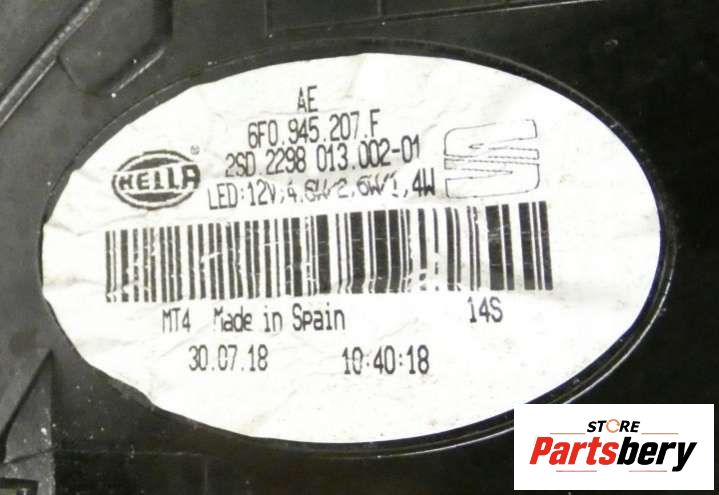 AE
6F0.945.207.F
2SD.2298 013.002-01
HELLA ®
LED:12V;4,6W/2,6W/1,4W
MT4 Made in Spain 14S
30.07.18 10:40:18
STORE
Partsbery